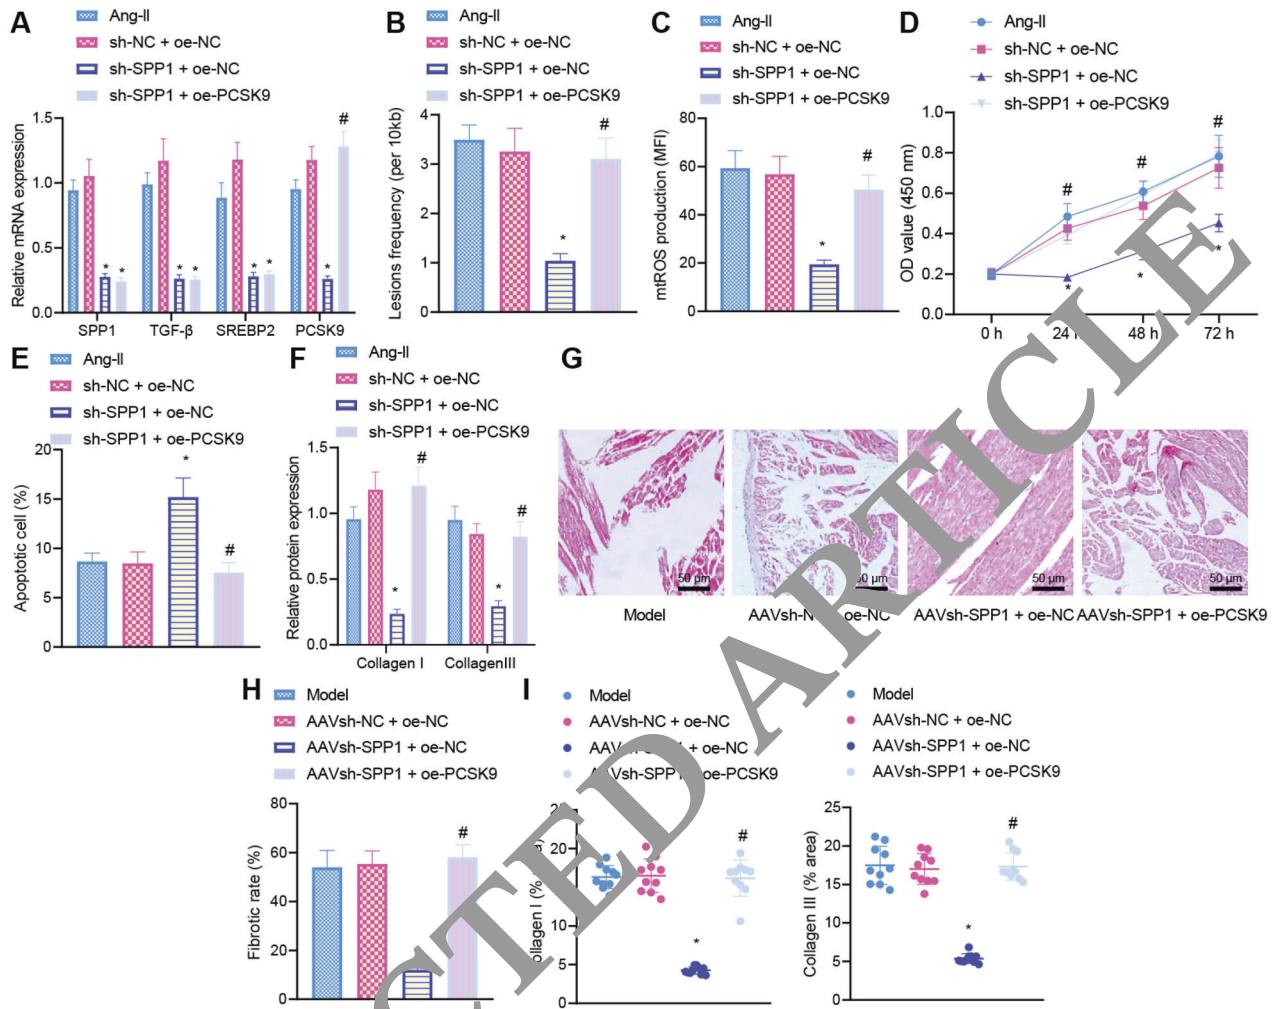 A
Ang-II
sh-NC + oe-NC
sh-SPP1 + oe-NC
sh-SPP1 + oe-PCSK9
Relative mRNA expression
1.5
1.0
0.5
0.0
#
* * * * * * *
SPP1 TGF-β SREBP2 PCSK9
B
Ang-II
sh-NC + oe-NC
sh-SPP1 + oe-NC
sh-SPP1 + oe-PCSK9
Lesions frequency (per 10kb)
4
3
2
1
0
#
*
C
Ang-II
sh-NC + oe-NC
sh-SPP1 + oe-NC
sh-SPP1 + oe-PCSK9
mtROS production (MFI)
80
60
40
20
0
#
*
D
Ang-II
sh-NC + oe-NC
sh-SPP1 + oe-NC
sh-SPP1 + oe-PCSK9
OD value (450 nm)
1.0
0.8
0.6
0.4
0.2
0.0
# # #
* * *
0 h 24 48 h 72 h
E
Ang-II
sh-NC + oe-NC
sh-SPP1 + oe-NC
sh-SPP1 + oe-PCSK9
Apoptotic cell (%)
20
15
10
5
0
*
#
F
Ang-II
sh-NC + oe-NC
sh-SPP1 + oe-NC
sh-SPP1 + oe-PCSK9
Relative protein expression
1.5
1.0
0.5
0.0
# #
* *
Collagen I CollagenIII
G
50 µm
50 µm
50 µm
Model
AAVsh-N oe-NC
AAVsh-SPP1 + oe-NC
AAVsh-SPP1 + oe-PCSK9
H
Model
AAVsh-NC + oe-NC
AAVsh-SPP1 + oe-NC
AAVsh-SPP1 + oe-PCSK9
Fibrotic rate (%)
80
60
40
20
0
#
I
Model
AAVsh-NC + oe-NC
+ oe-NC
oe-PCSK9
20
10
5
0
#
*
Model
AAVsh-NC + oe-NC
AAVsh-SPP1 + oe-NC
AAVsh-SPP1 + oe-PCSK9
Collagen III (% area)
25
20
15
10
5
0
#
*
CTED ARTICLE